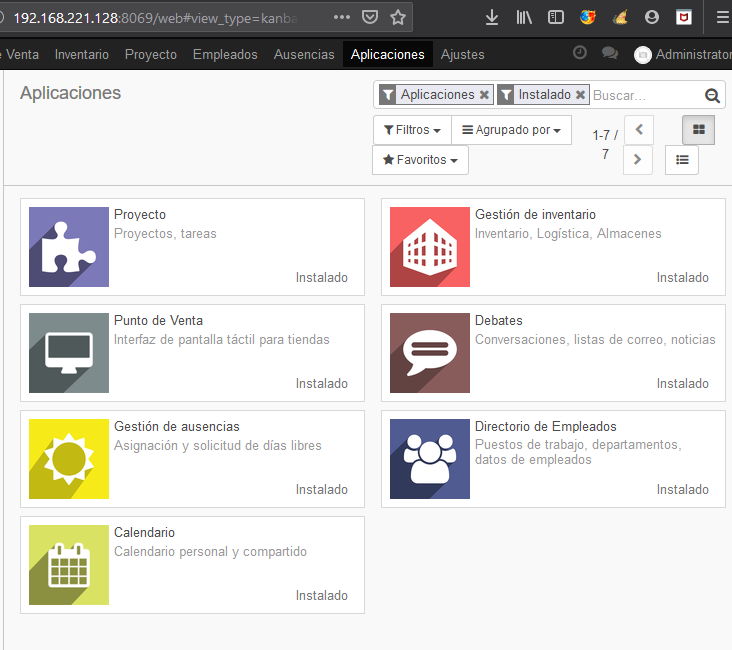 192.168.221.128:8069/web#view_type=kanba
Venta Inventario Proyecto Empleados Ausencias Aplicaciones Ajustes Administrator
Aplicaciones
Aplicaciones Instalado Buscar...
Filtros Agrupado por
1-7 /
7
Favoritos
Proyecto
Proyectos, tareas
Instalado
Gestión de inventario
Inventario, Logística, Almacenes
Instalado
Punto de Venta
Interfaz de pantalla táctil para tiendas
Instalado
Debates
Conversaciones, listas de correo, noticias
Instalado
Gestión de ausencias
Asignación y solicitud de días libres
Instalado
Directorio de Empleados
Puestos de trabajo, departamentos,
datos de empleados
Instalado
Calendario
Calendario personal y compartido
Instalado